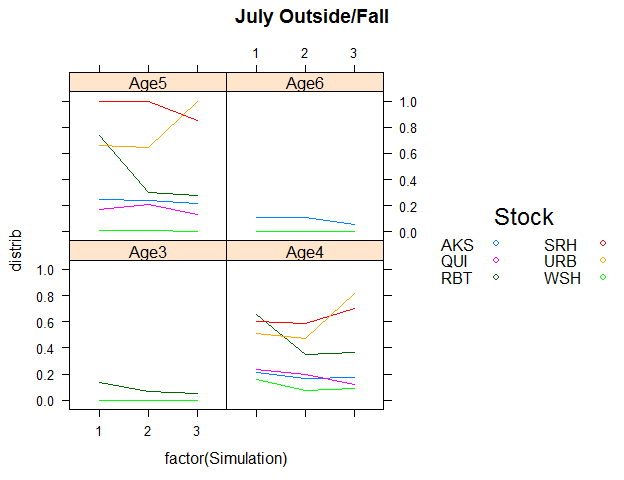 July Outside/Fall
1 2 3
Age5 Age6
1.0
0.8
0.6
0.4
0.2
0.0
Age3 Age4
1.0
0.8
0.6
0.4
0.2
0.0
1 2 3
distrib
factor(Simulation)
Stock
AKS SRH
QUI URB
RBT WSH